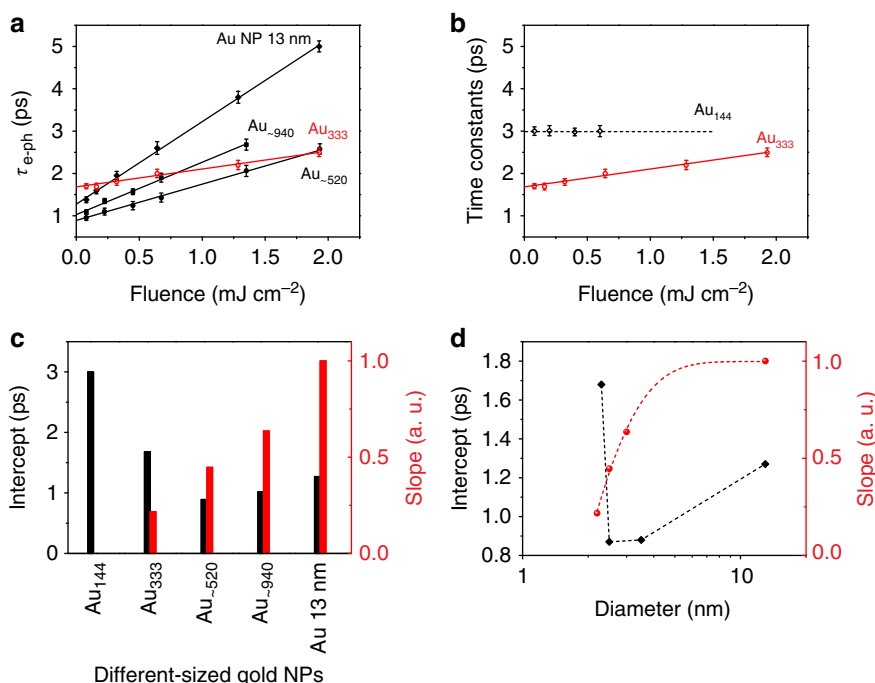 a
τe-ph (ps)
5
4
3
2
1
Au NP 13 nm
Au~940
Au333
Au~520
0.0 0.5 1.0 1.5 2.0
Fluence (mJ cm−2)
b
Time constants (ps)
5
4
3
2
1
Au144
Au333
0.0 0.5 1.0 1.5 2.0
Fluence (mJ cm−2)
c
Intercept (ps)
3
2
1
0
1.0
0.5
0.0
Slope (a. u.)
Au144
Au333
Au~520
Au~940
Au 13 nm
Different-sized gold NPs
d
Intercept (ps)
1.8
1.6
1.4
1.2
1.0
0.8
1.0
0.5
0.0
Slope (a. u.)
1 10
Diameter (nm)